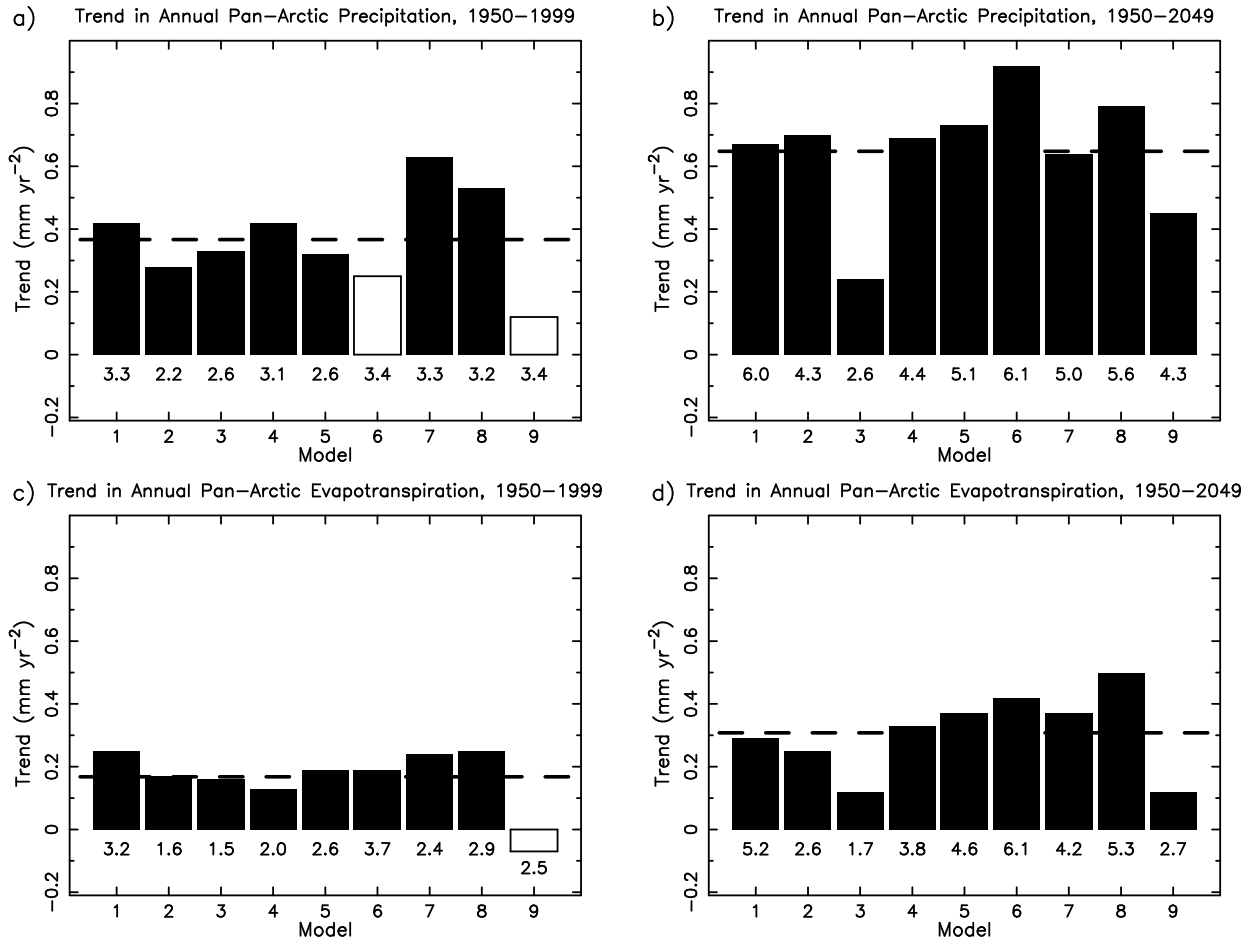 a) Trend in Annual Pan−Arctic Precipitation, 1950−1999
Trend (mm yr−2)
0.8
0.6
0.4
0.2
0
−0.2
3.3 2.2 2.6 3.1 2.6 3.4 3.3 3.2 3.4
1 2 3 4 5 6 7 8 9
Model
b) Trend in Annual Pan−Arctic Precipitation, 1950−2049
Trend (mm yr−2)
0.8
0.6
0.4
0.2
0
−0.2
6.0 4.3 2.6 4.4 5.1 6.1 5.0 5.6 4.3
1 2 3 4 5 6 7 8 9
Model
c) Trend in Annual Pan−Arctic Evapotranspiration, 1950−1999
Trend (mm yr−2)
0.8
0.6
0.4
0.2
0
−0.2
3.2 1.6 1.5 2.0 2.6 3.7 2.4 2.9 2.5
1 2 3 4 5 6 7 8 9
Model
d) Trend in Annual Pan−Arctic Evapotranspiration, 1950−2049
Trend (mm yr−2)
0.8
0.6
0.4
0.2
0
−0.2
5.2 2.6 1.7 3.8 4.6 6.1 4.2 5.3 2.7
1 2 3 4 5 6 7 8 9
Model